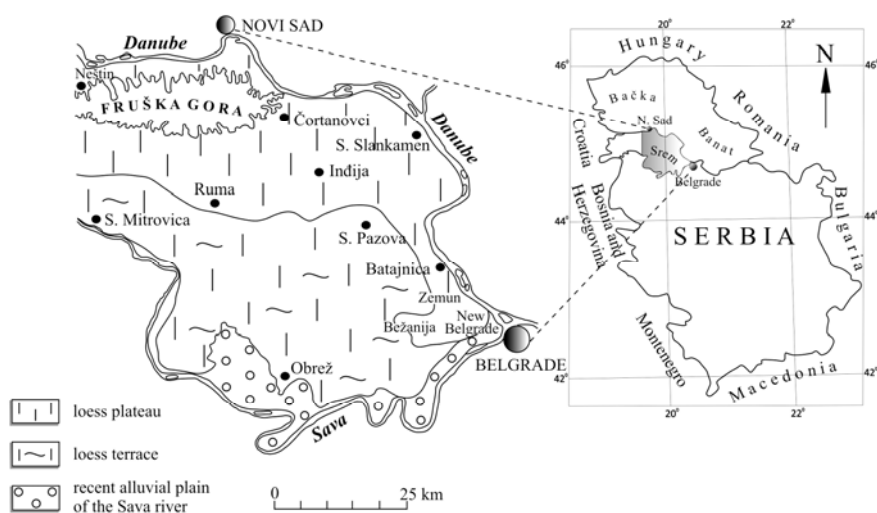 NOVI SAD
Danube
Neštin
FRUŠKA GORA
Čortanovci
S. Slankamen
Danube
Inđija
Ruma
S. Mitrovica
S. Pazova
Batajnica
Zemun
Bežanija
New
Belgrade
BELGRADE
Obrež
Sava
loess plateau
loess terrace
recent alluvial plain
of the Sava river
0
25 km
20°
22°
46°
Hungary
N
Bačka
Romania
N. Sad
Banat
Croatia
Srem
Belgrade
Bosnia and
Herzegovina
44°
Bulgaria
SERBIA
Montenegro
42°
Macedonia
20°
22°